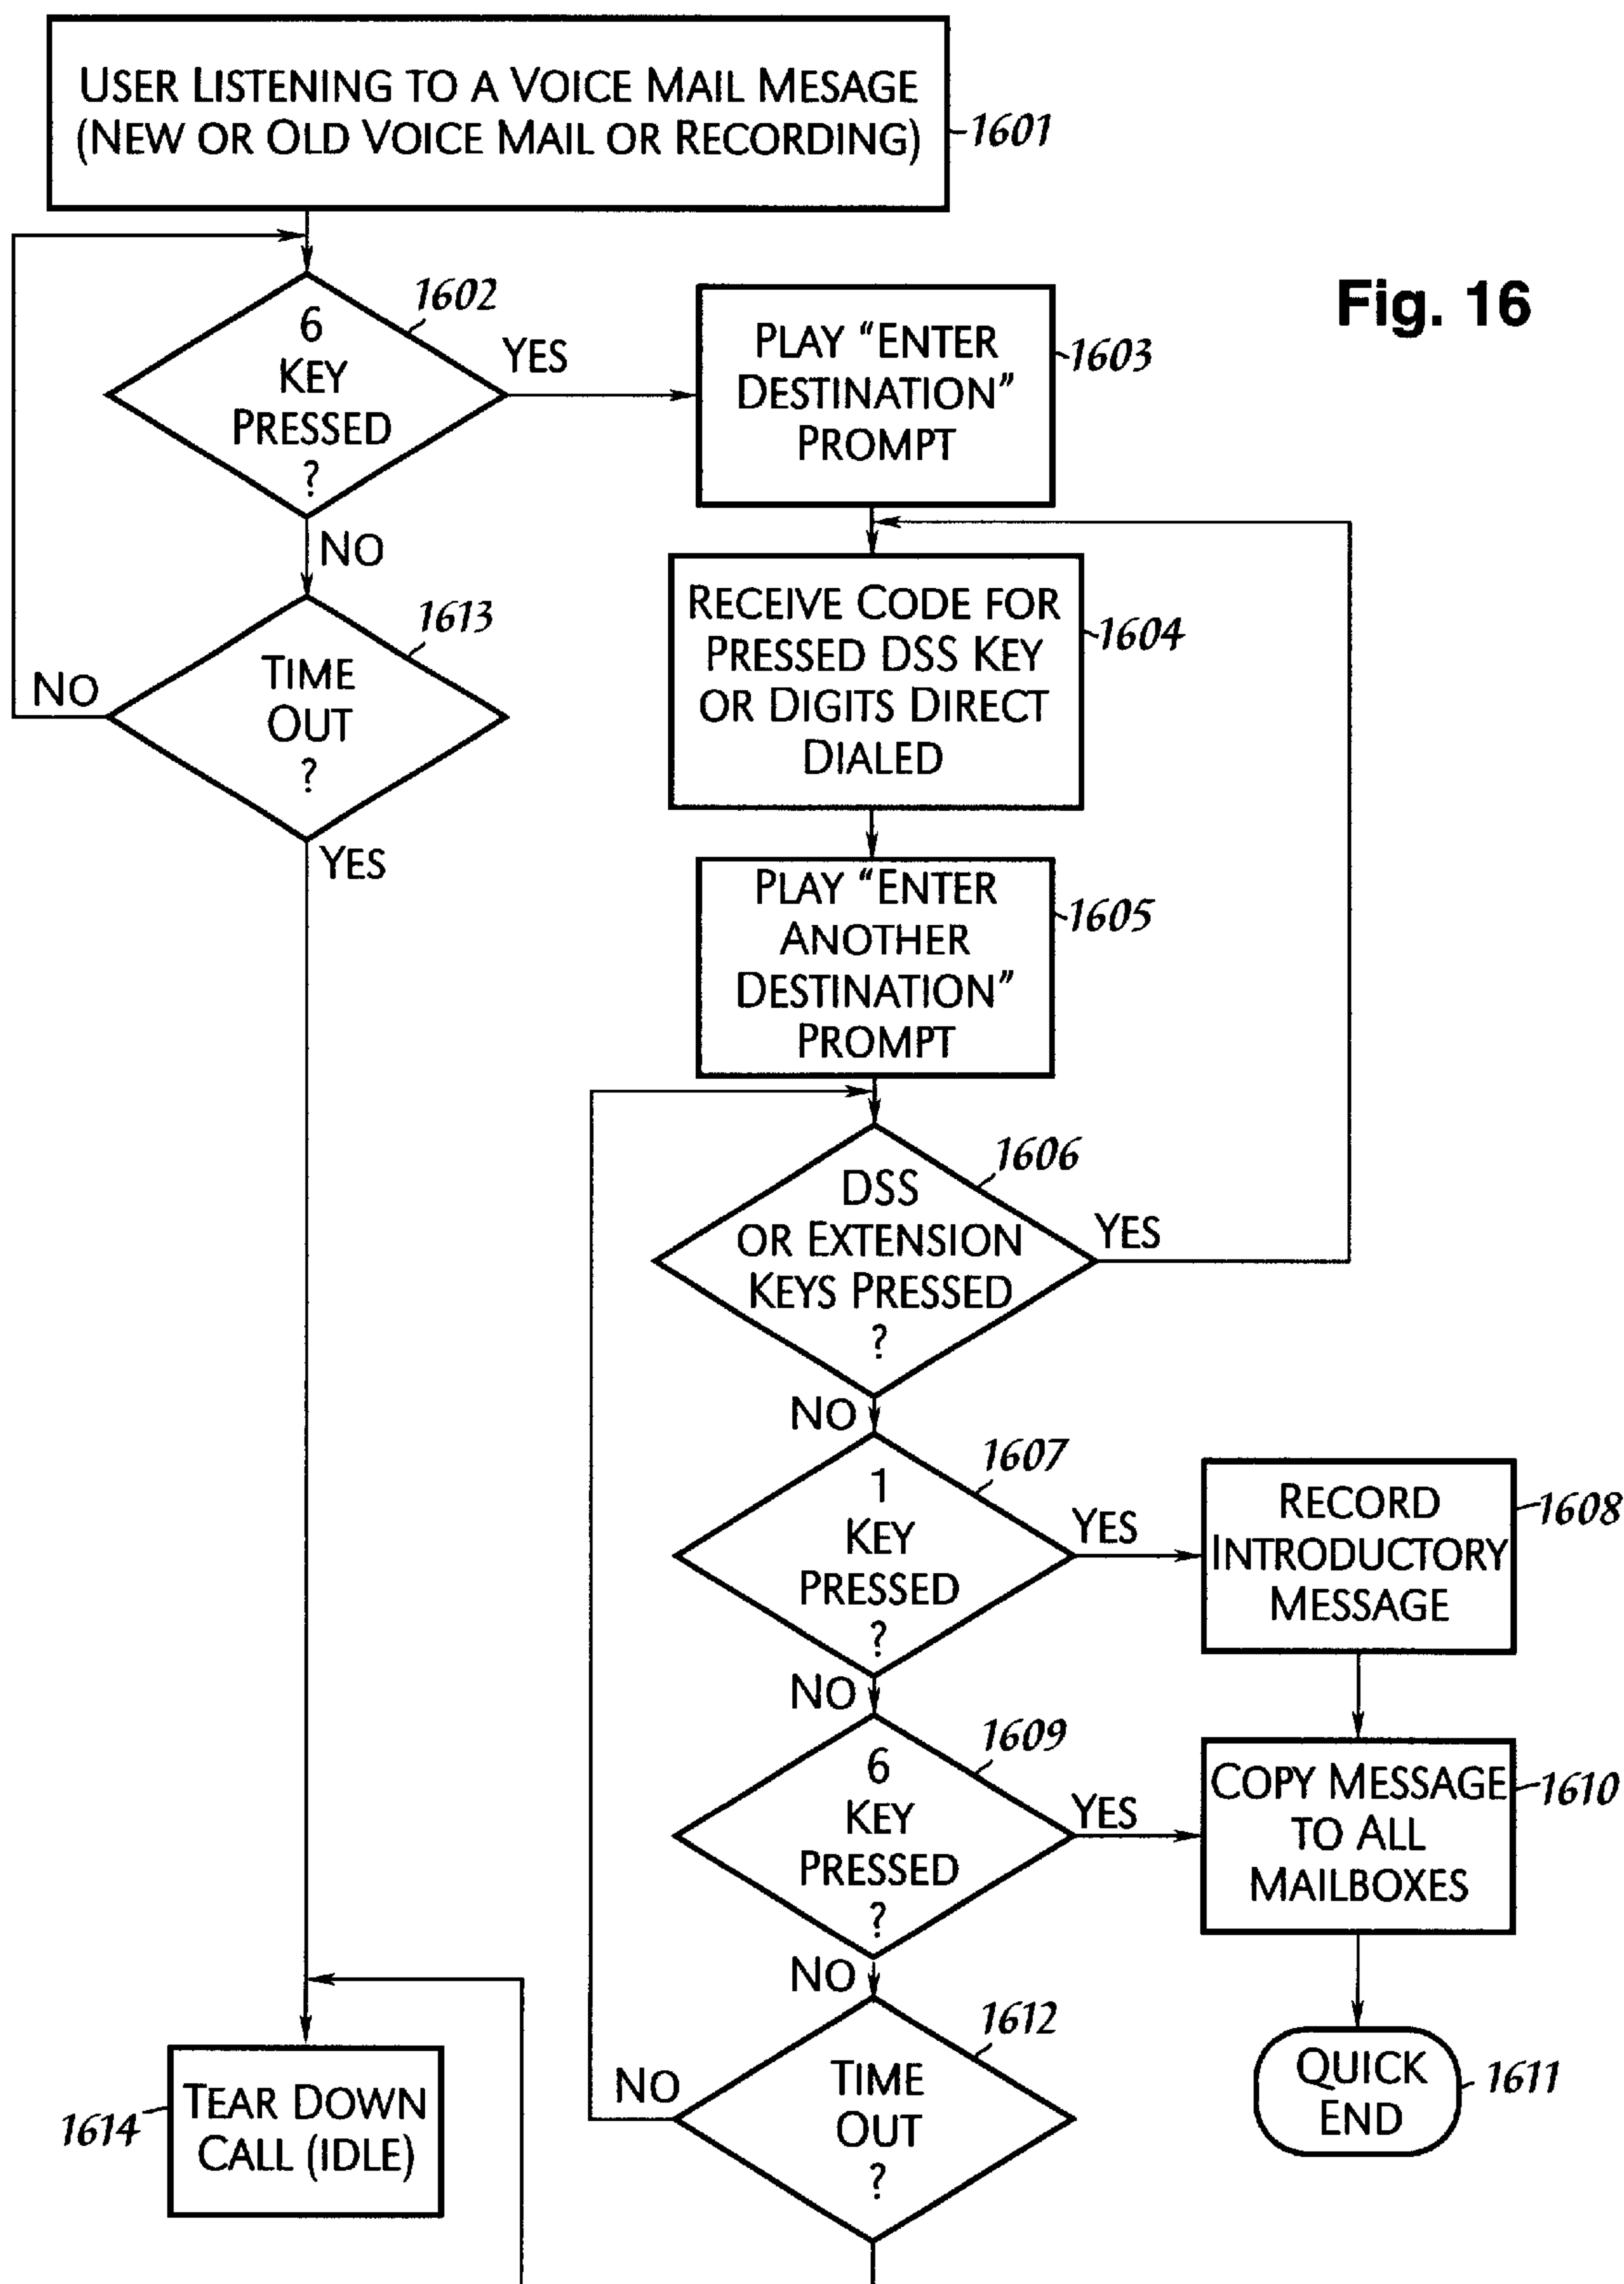 USER LISTENING TO A VOICE MAIL MESAGE
(NEW OR OLD VOICE MAIL OR RECORDING)
1601
Fig. 16
6
KEY
PRESSED
?
1602
YES
NO
PLAY “ENTER
DESTINATION”
PROMPT
1603
TIME
OUT
?
1613
NO
YES
RECEIVE CODE FOR
PRESSED DSS KEY
OR DIGITS DIRECT
DIALED
1604
PLAY “ENTER
ANOTHER
DESTINATION”
PROMPT
1605
DSS
OR EXTENSION
KEYS PRESSED
?
1606
YES
NO
1
KEY
PRESSED
?
1607
YES
NO
RECORD
INTRODUCTORY
MESSAGE
1608
6
KEY
PRESSED
?
1609
YES
NO
COPY MESSAGE
TO ALL
MAILBOXES
1610
TIME
OUT
?
1612
NO
QUICK
END
1611
TEAR DOWN
CALL (IDLE)
1614